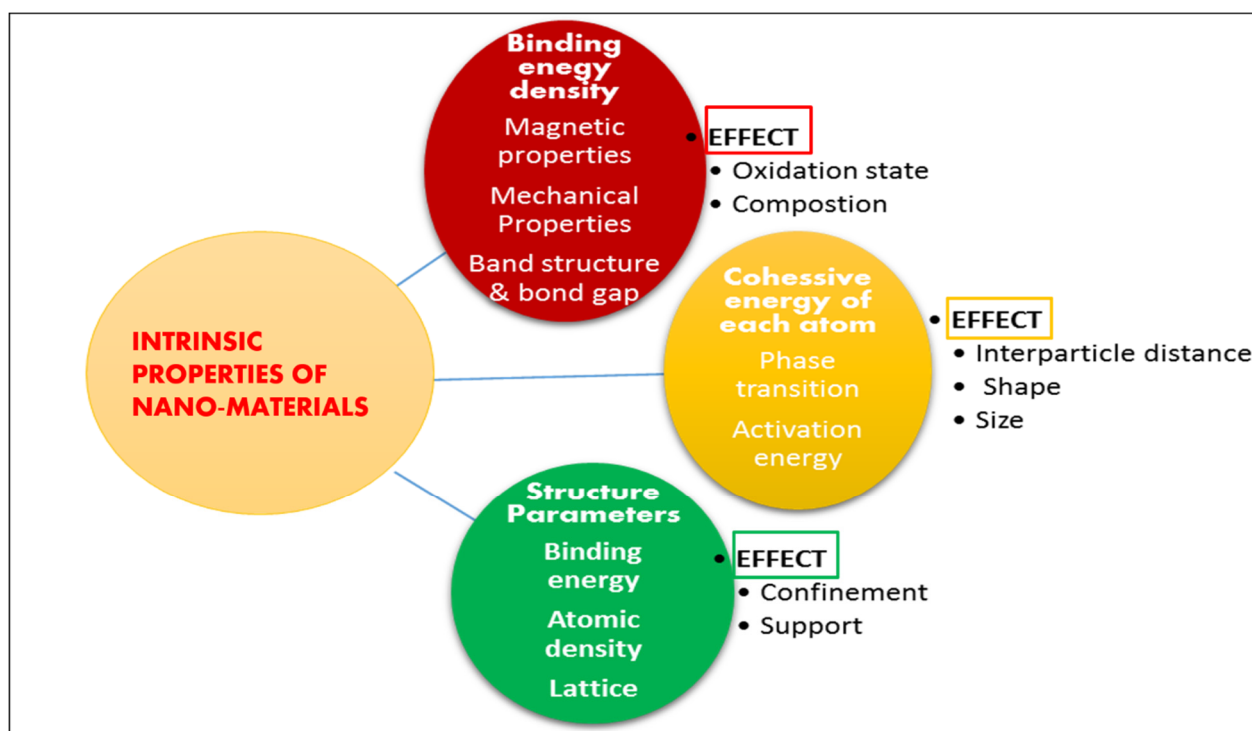 Binding
enegy
density
Magnetic
properties
Mechanical
Properties
Band structure
& bond gap
• EFFECT
• Oxidation state
• Compostion
INTRINSIC
PROPERTIES OF
NANO-MATERIALS
Cohessive
energy of
each atom
Phase
transition
Activation
energy
• EFFECT
• Interparticle distance
• Shape
• Size
Structure
Parameters
Binding
energy
Atomic
density
Lattice
• EFFECT
• Confinement
• Support